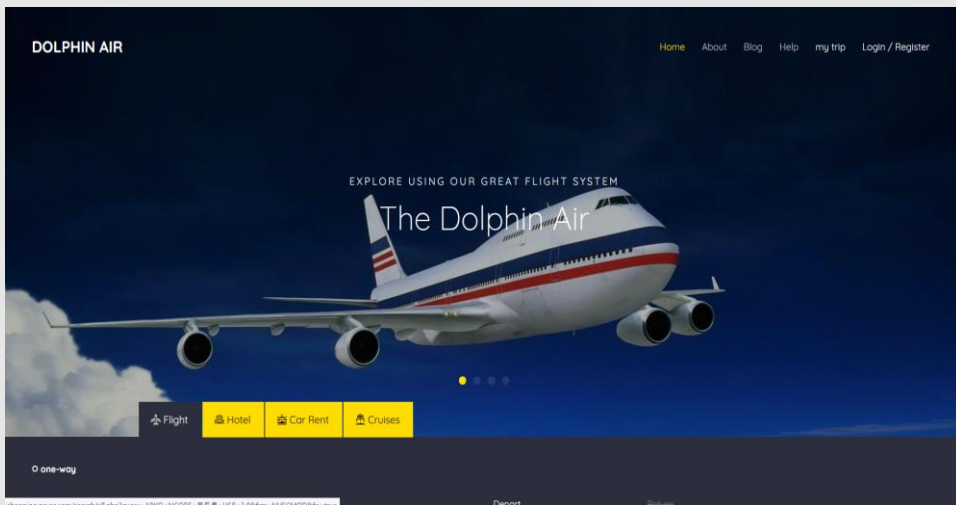 DOLPHIN AIR
Home About Blog Help my trip Login / Register
EXPLORE USING OUR GREAT FLIGHT SYSTEM
The Dolphin Air
Flight Hotel Car Rent Cruises
one-way
Depart Return